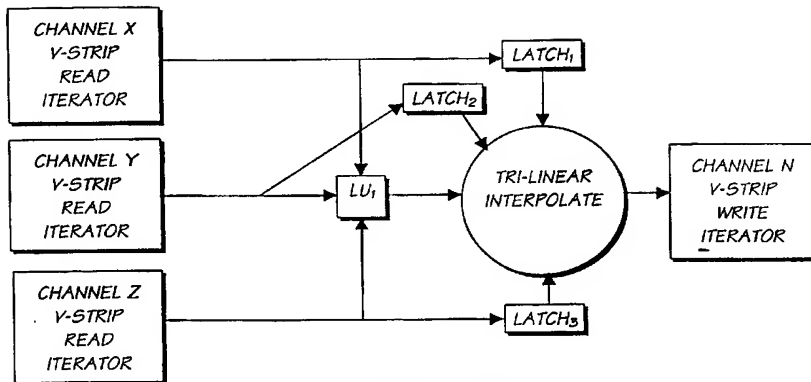 CHANNEL X
V-STRIP
READ
ITERATOR
LATCH₁
LATCH₂
CHANNEL Y
V-STRIP
READ
ITERATOR
LU₁
TRI-LINEAR
INTERPOLATE
CHANNEL N
V-STRIP
WRITE
ITERATOR
CHANNEL Z
V-STRIP
READ
ITERATOR
LATCH₃